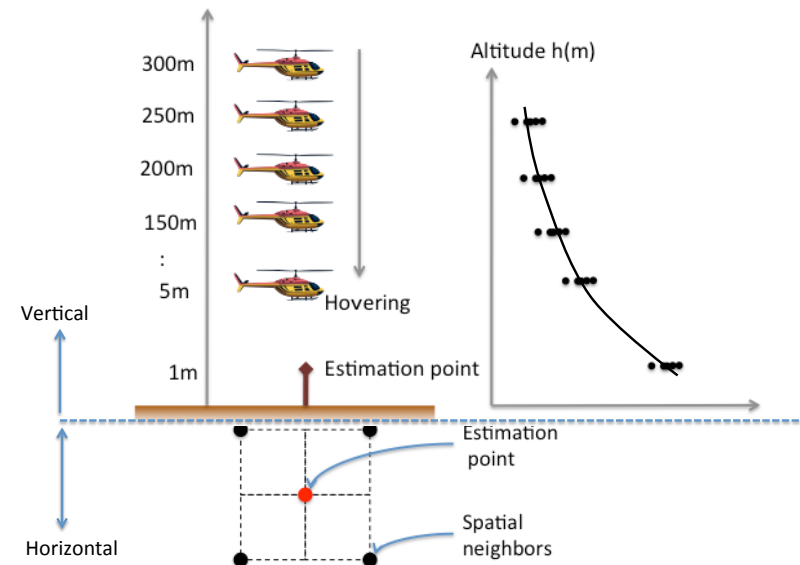 Altitude h(m)
300m
250m
200m
150m
:
5m
Hovering
Vertical
1m
Estimation point
Estimation
point
Spatial
neighbors
Horizontal